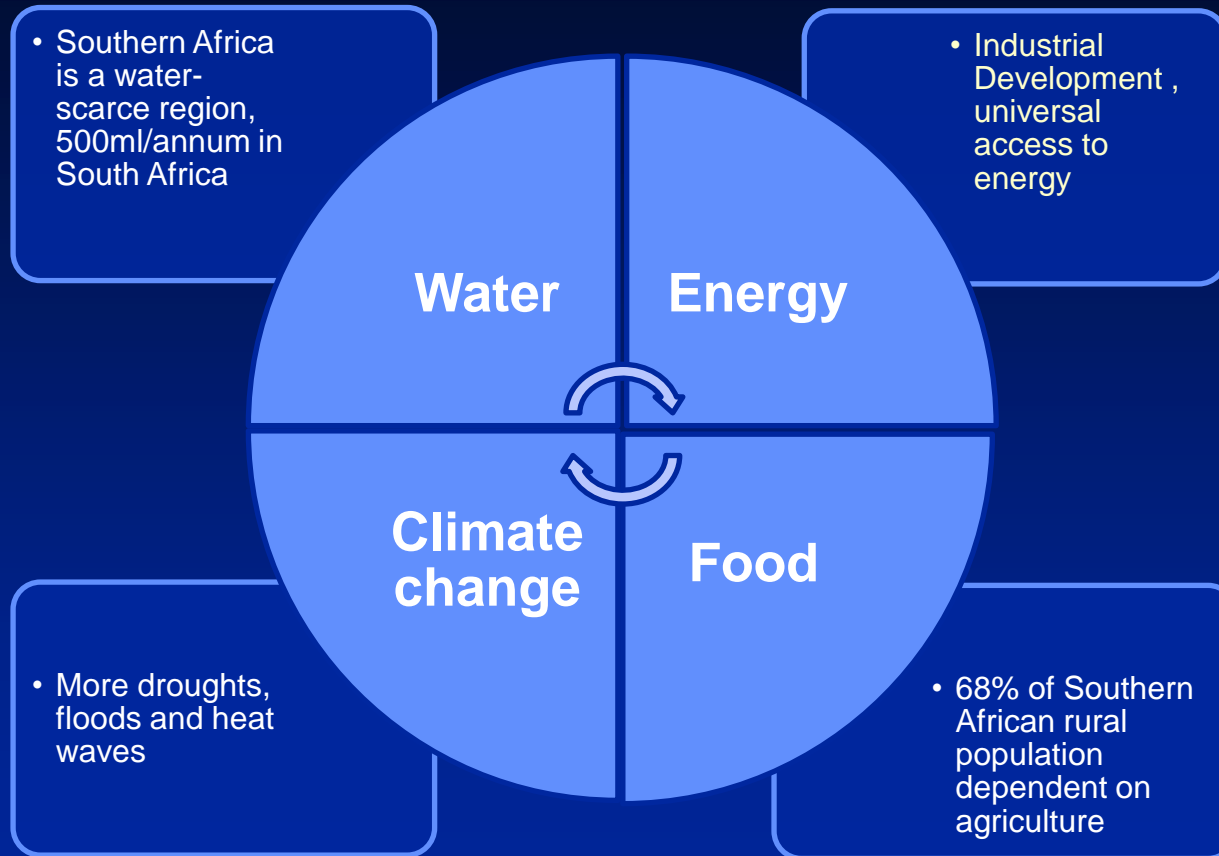 • Southern Africa
is a water-
scarce region,
500ml/annum in
South Africa
• Industrial
Development ,
universal
access to
energy
Water
Energy
Climate
change
Food
• More droughts,
floods and heat
waves
• 68% of Southern
African rural
population
dependent on
agriculture